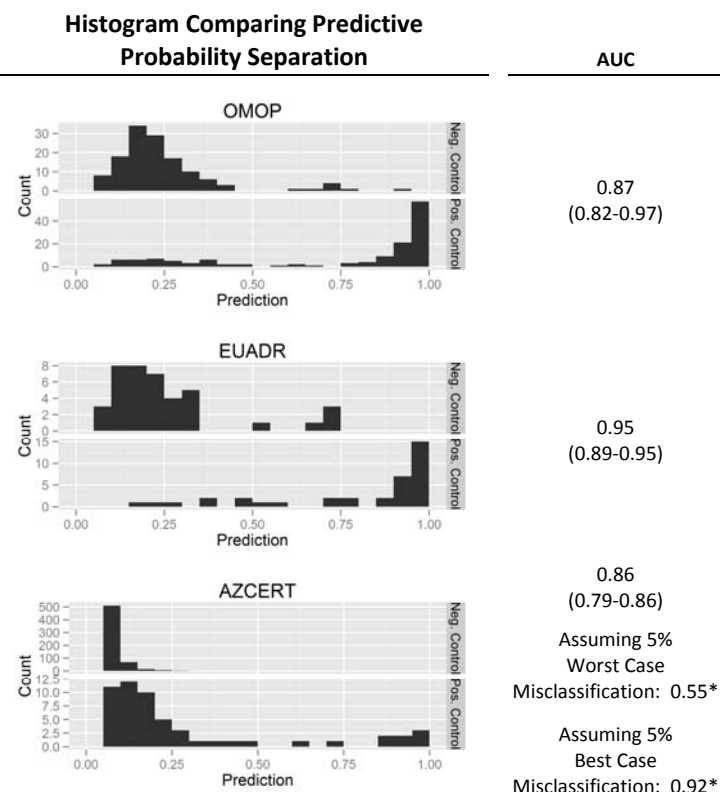 Histogram Comparing Predictive
Probability Separation
AUC
OMOP
30
20
10
0
Neg. Control
40
20
0
Pos. Control
Count
0.00 0.25 0.50 0.75 1.00
Prediction
0.87
(0.82-0.97)
EUADR
8
6
4
2
0
Neg. Control
15
10
5
0
Pos. Control
Count
0.00 0.25 0.50 0.75 1.00
Prediction
0.95
(0.89-0.95)
AZCERT
500
400
300
200
100
0
Neg. Control
12.5
10.0
7.5
5.0
2.5
0.0
Pos. Control
Count
0.00 0.25 0.50 0.75 1.00
Prediction
0.86
(0.79-0.86)
Assuming 5%
Worst Case
Misclassification: 0.55*
Assuming 5%
Best Case
Misclassification: 0.92*